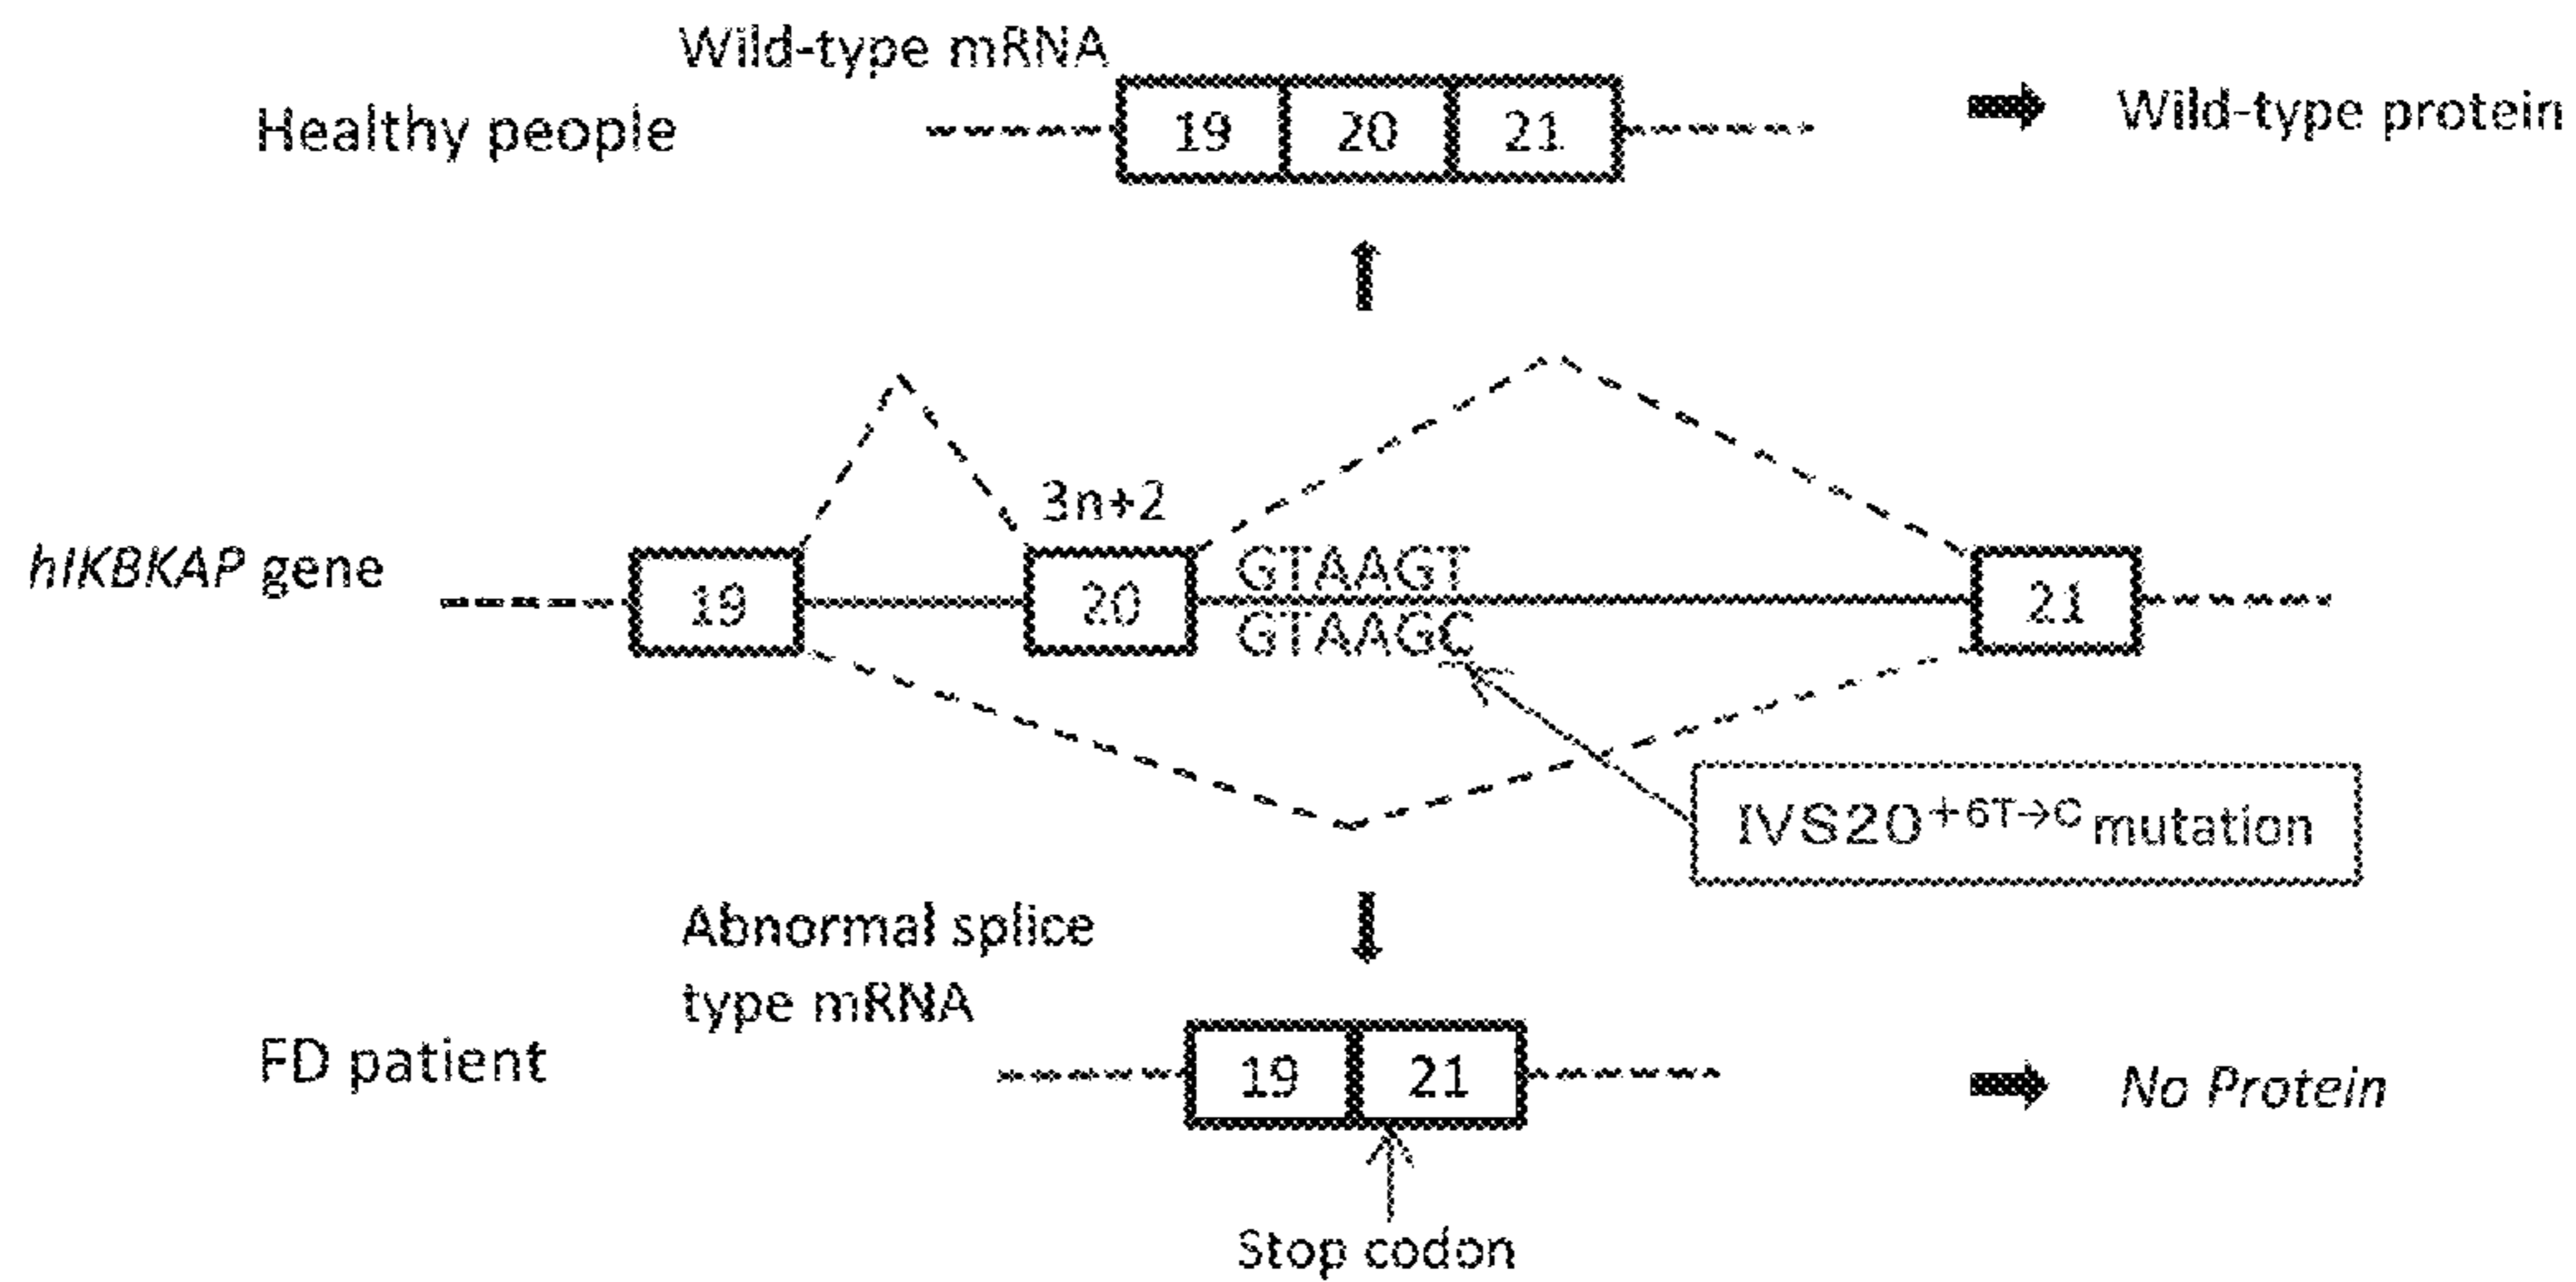 Wild-type mRNA
Healthy people
19 20 21
Wild-type protein
3n+2
hIKBKAP gene
19
20
GTAAGT
GTAAGC
21
IVS20+6T→C mutation
Abnormal splice
type mRNA
FD patient
19 21
No Protein
Stop codon